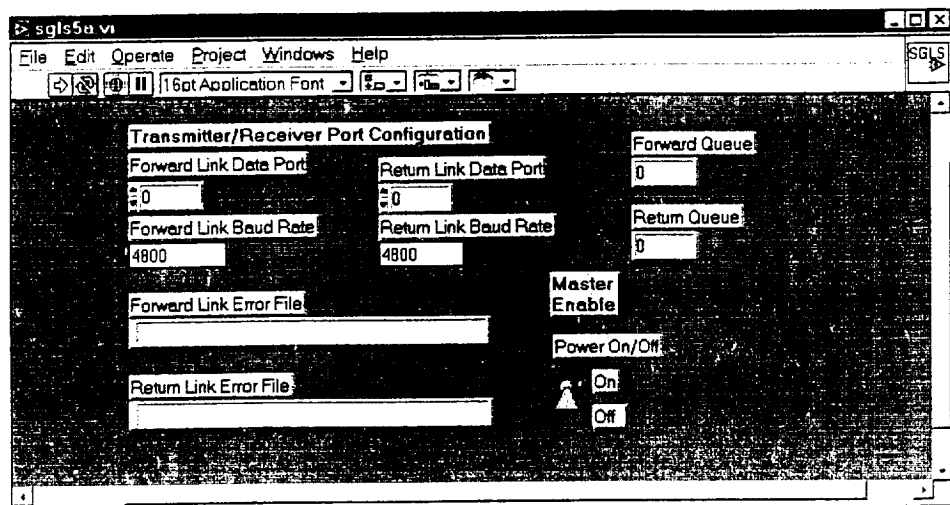 sgls5a.vi
File Edit Operate Project Windows Help
SGLS
16pt Application Font
Transmitter/Receiver Port Configuration
Forward Link Data Port
0
Return Link Data Port
0
Forward Queue
0
Forward Link Baud Rate
4800
Return Link Baud Rate
4800
Return Queue
0
Master
Enable
Forward Link Error File
Power On/Off
On
Off
Return Link Error File